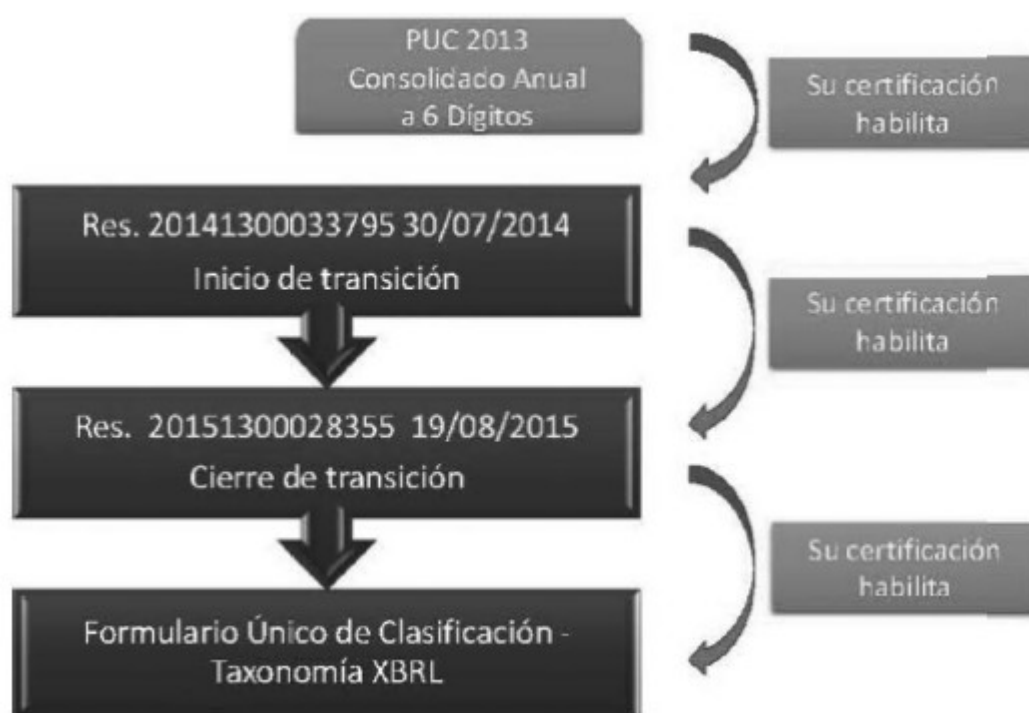 PUC 2013
Consolidado Anual
a 6 Dígitos
Su certificación
habilita
Res. 20141300033795 30/07/2014
Inicio de transición
Su certificación
habilita
Res. 20151300028355 19/08/2015
Cierre de transición
Su certificación
habilita
Formulario Único de Clasificación -
Taxonomía XBRL